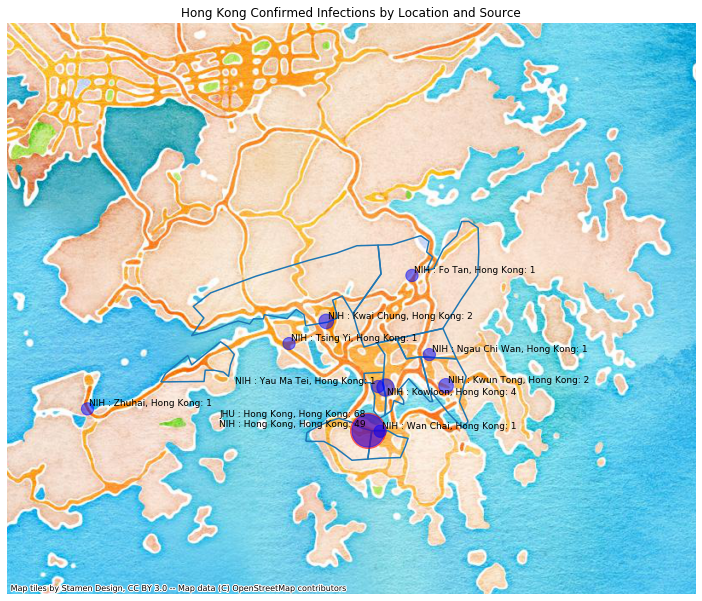 Hong Kong Confirmed Infections by Location and Source
NIH : Fo Tan, Hong Kong: 1
NIH : Kwai Chung, Hong Kong: 2
NIH : Tsing Yi, Hong Kong: 1
NIH : Ngau Chi Wan, Hong Kong: 1
NIH : Yau Ma Tei, Hong Kong: 1
NIH : Kwun Tong, Hong Kong: 2
NIH : Kowloon, Hong Kong: 4
NIH : Zhuhai, Hong Kong: 1
JHU : Hong Kong, Hong Kong: 68
NIH : Hong Kong, Hong Kong: 49
NIH : Wan Chai, Hong Kong: 1
Map tiles by Stamen Design, CC BY 3.0 -- Map data (C) OpenStreetMap contributors